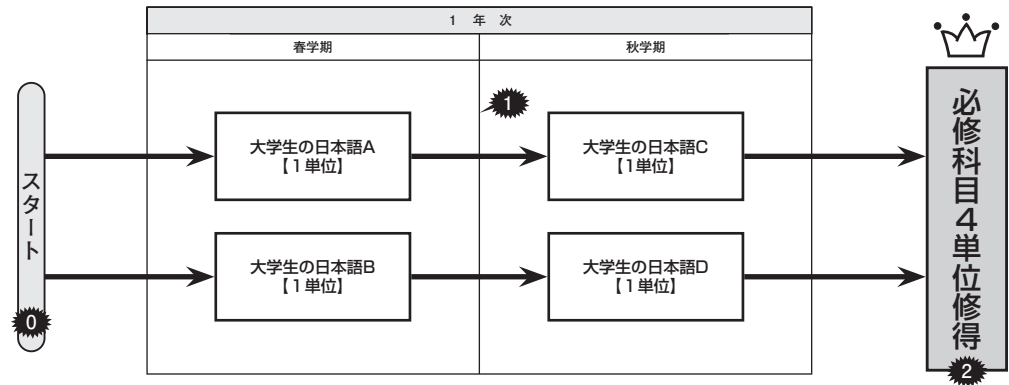 1 年 次
春学期
秋学期
スタート
0
大学生の日本語A
【1単位】
1
大学生の日本語C
【1単位】
大学生の日本語B
【1単位】
大学生の日本語D
【1単位】
必修科目4単位修得
2